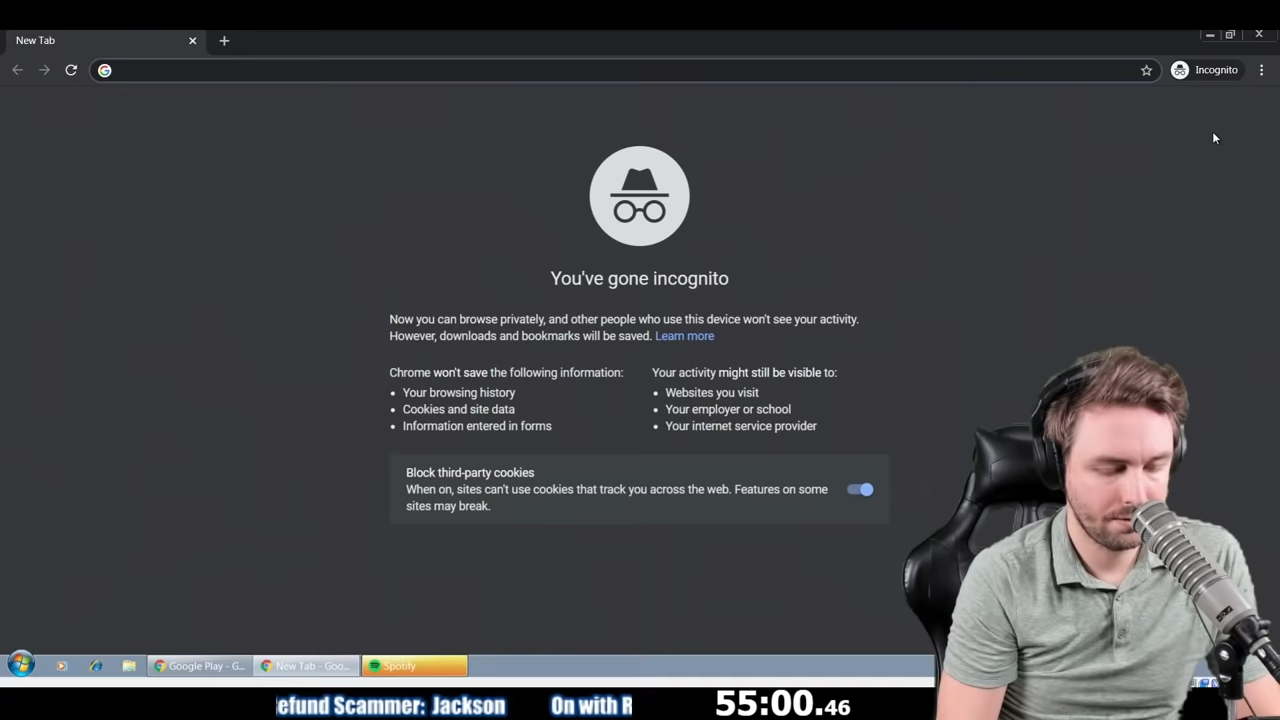 New Tab
Incognito
You've gone incognito
Now you can browse privately, and other people who use this device won't see your activity.
However, downloads and bookmarks will be saved. Learn more
Chrome won't save the following information:
Your browsing history
Cookies and site data
Information entered in forms
Your activity might still be visible to:
Websites you visit
Your employer or school
Your internet service provider
Block third-party cookies
When on, sites can't use cookies that track you across the web. Features on some
sites may break.
Google Play - G...
New Tab - Goo...
Spotify
efund Scammer: Jackson On with R
55:00.46